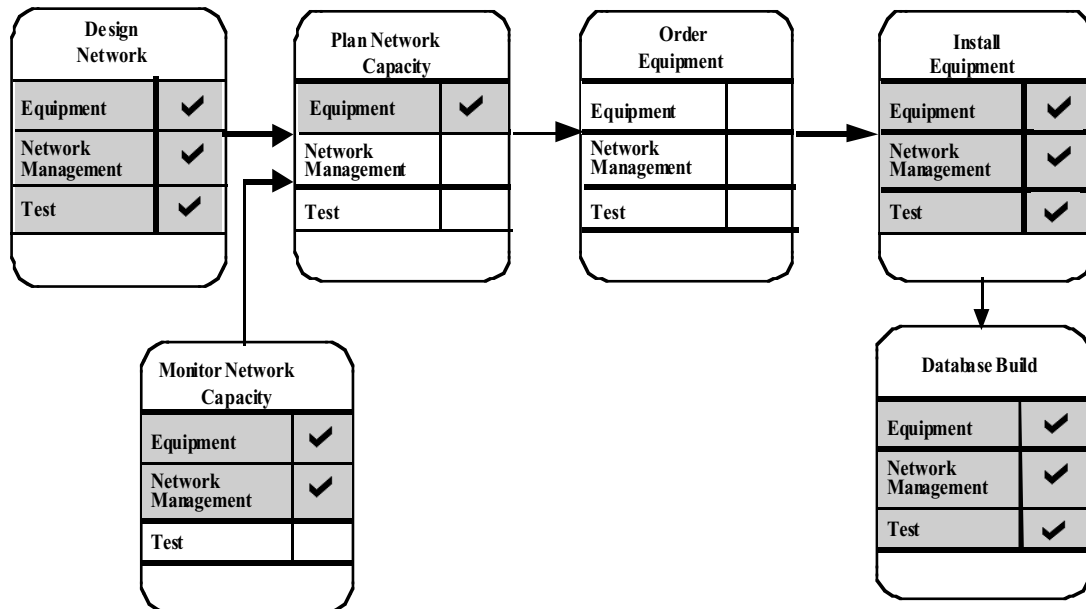 Design
Network
Equipment ✔
Network
Management ✔
Test ✔
Plan Network
Capacity
Equipment ✔
Network
Management
Test
Order
Equipment
Equipment
Network
Management
Test
Install
Equipment
Equipment ✔
Network
Management ✔
Test ✔
Monitor Network
Capacity
Equipment ✔
Network
Management ✔
Test
Database Build
Equipment ✔
Network
Management ✔
Test ✔